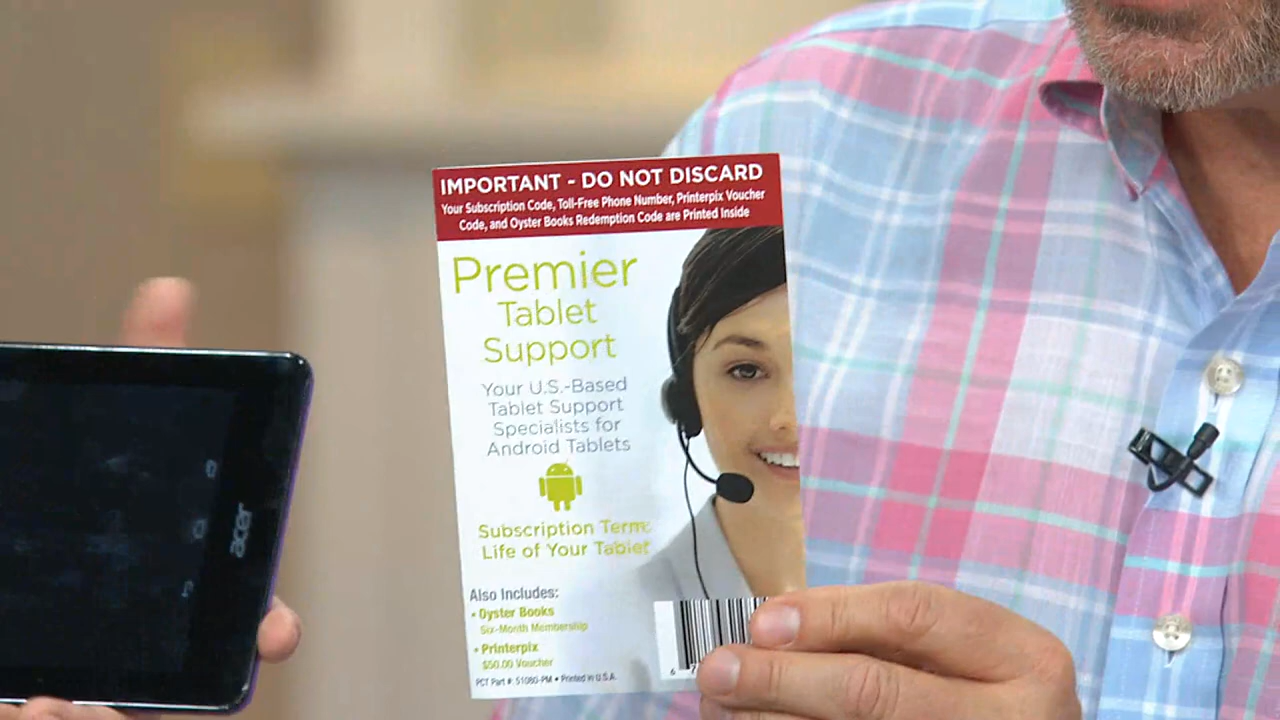 IMPORTANT - DO NOT DISCARD
Your Subscription Code, Toll-Free Phone Number, Printerpix Voucher
Code, and Oyster Books Redemption Code are Printed Inside
Premier
Tablet
Support
Your U.S.-Based
Tablet Support
Specialists for
Android Tablets
Subscription Term:
Life of Your Tablet
Also Includes:
• Oyster Books
Six-Month Membership
• Printerpix
$50.00 Voucher
PCT Part #: 51080-PM • Printed in U.S.A.
6
acer